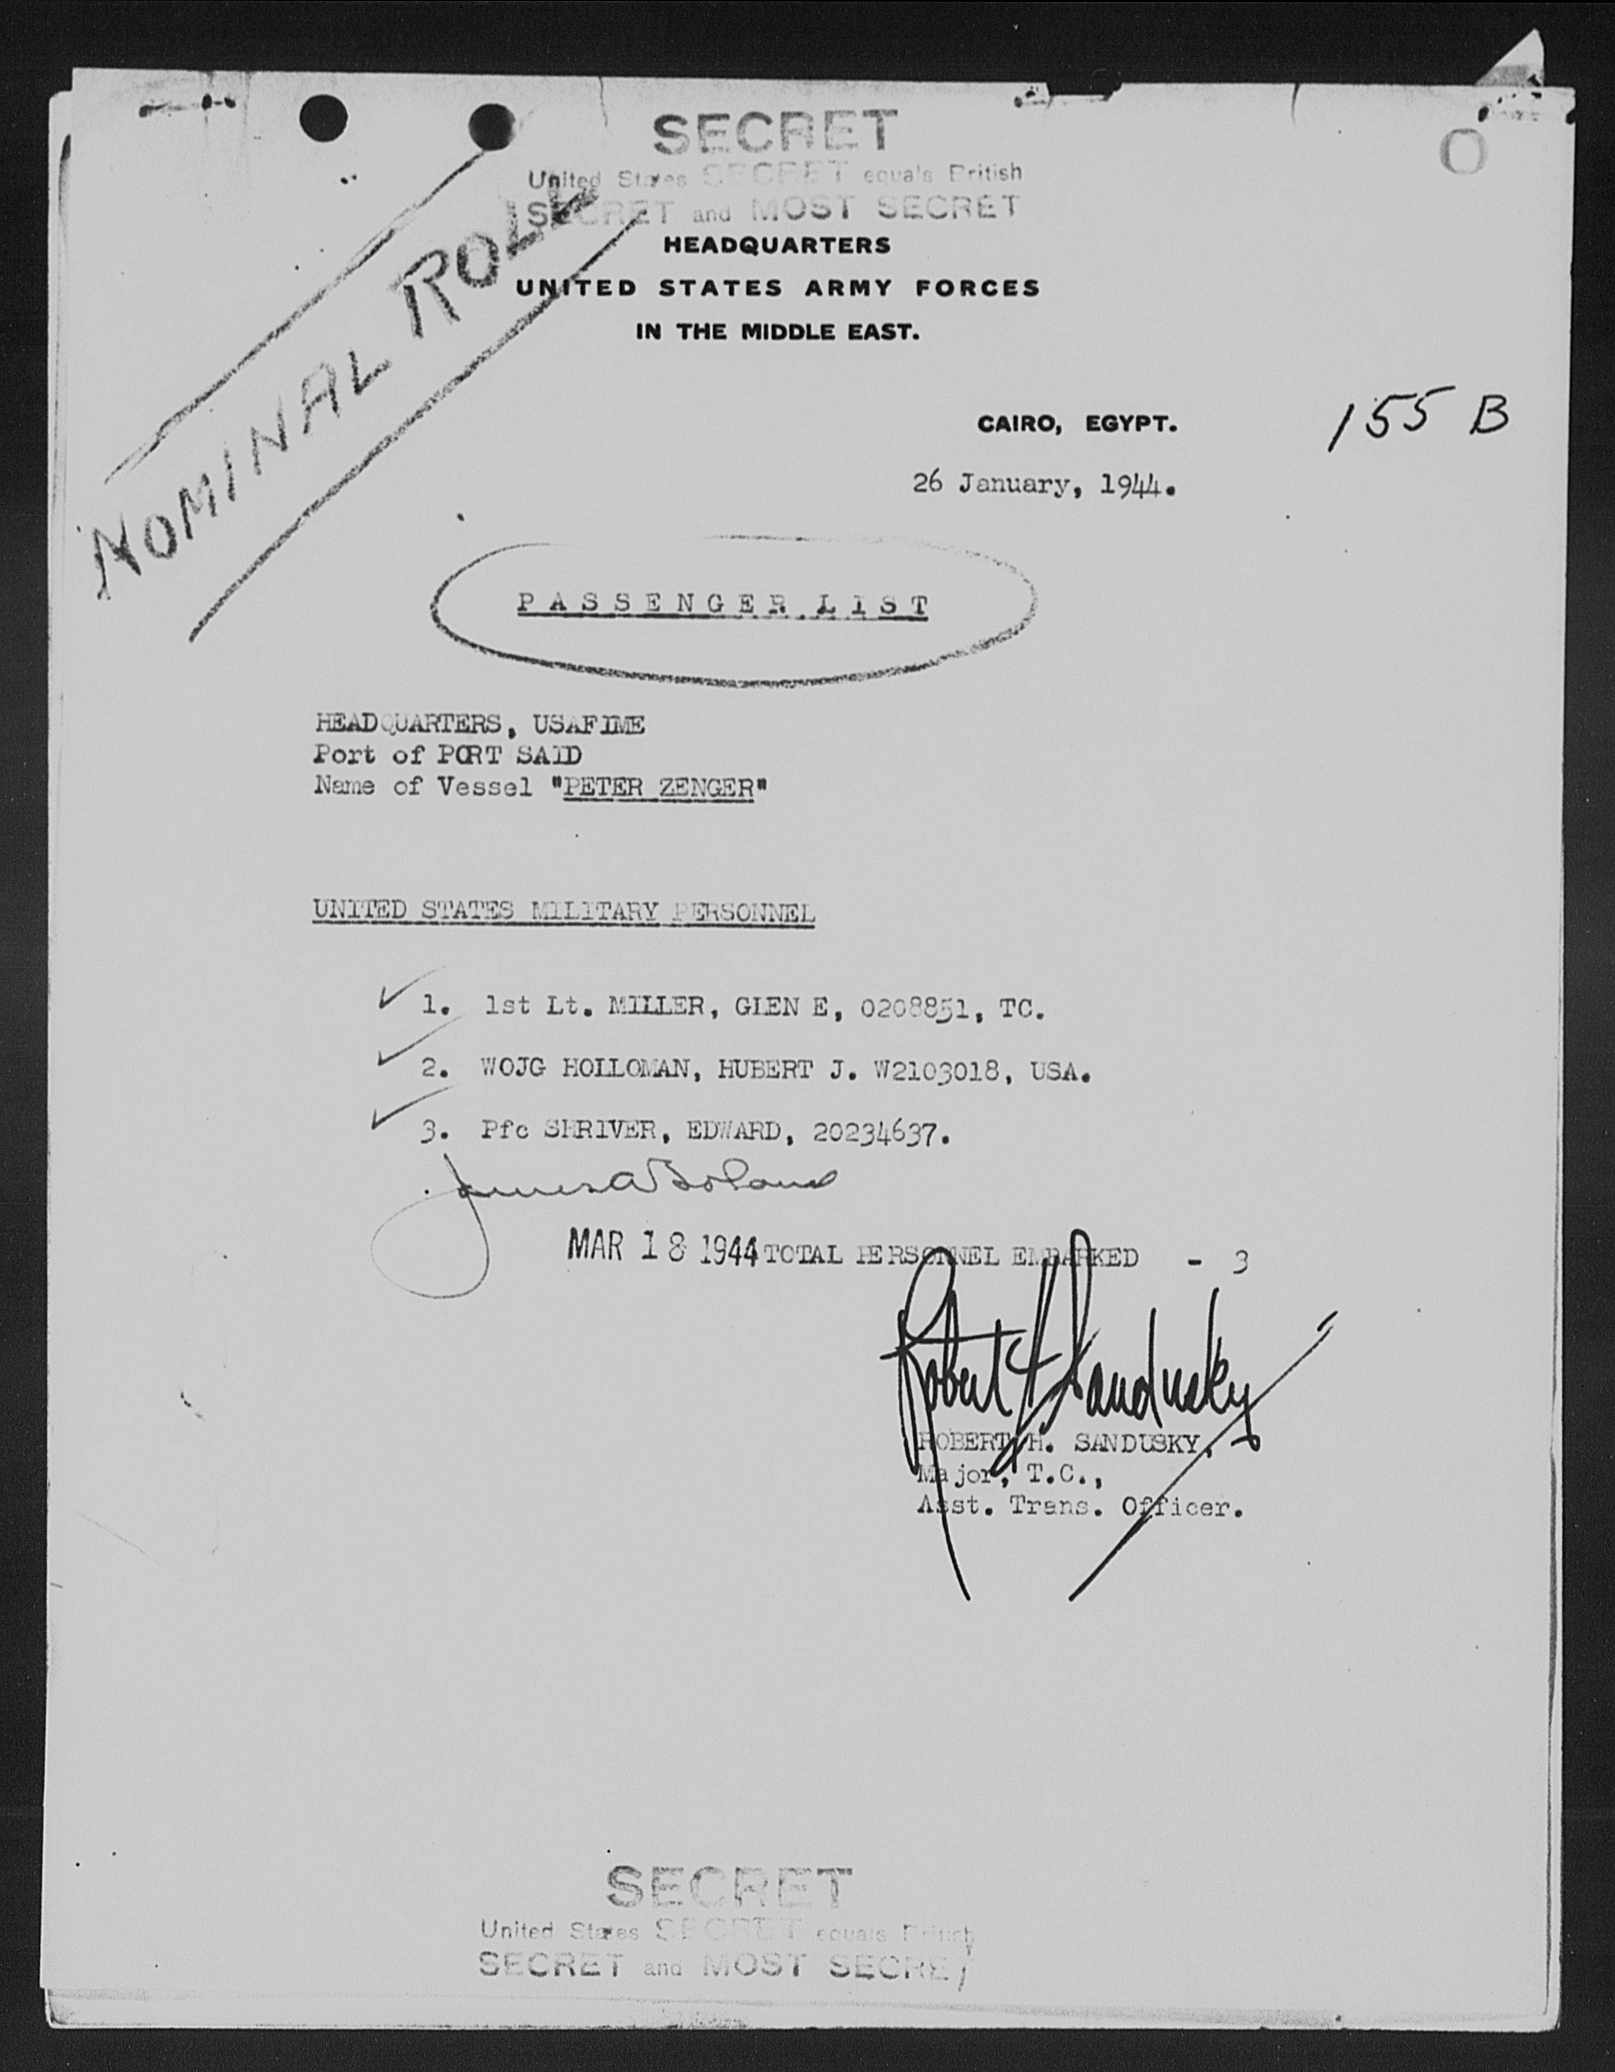 SECRET
United States SECRET equals British
SECRET and MOST SECRET
NOMINAL ROLL
HEADQUARTERS
UNITED STATES ARMY FORCES
IN THE MIDDLE EAST.
CAIRO, EGYPT.
155 B
26 January, 1944.
PASSENGER LIST
HEADQUARTERS, USAFIME
Port of PORT SAID
Name of Vessel "PETER ZENGER"
UNITED STATES MILITARY PERSONNEL
1. 1st Lt. MILLER, GLEN E, 0208851, TC.
2. WOJG HOLLOMAN, HUBERT J. W2103018, USA.
3. Pfc SHRIVER, EDWARD, 20234637.
James A Boland
MAR 18 1944 TOTAL PERSONNEL EMBARKED - 3
Robert H Sandusky
ROBERT H. SANDUSKY,
Major, T.C.,
Asst. Trans. Officer.
SECRET
United States SECRET equals British
SECRET and MOST SECRET